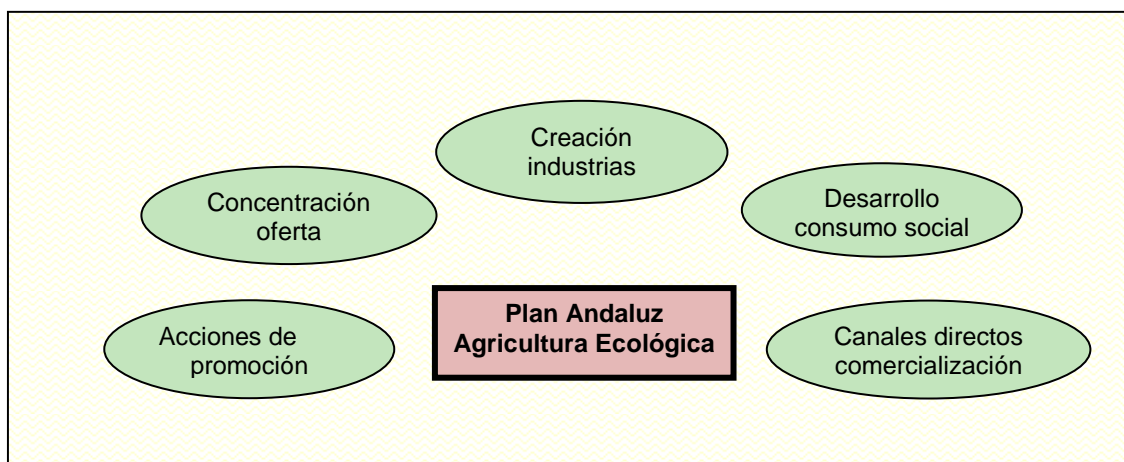 Creación
industrias
Concentración
oferta
Desarrollo
consumo social
Acciones de
promoción
Plan Andaluz
Agricultura Ecológica
Canales directos
comercialización